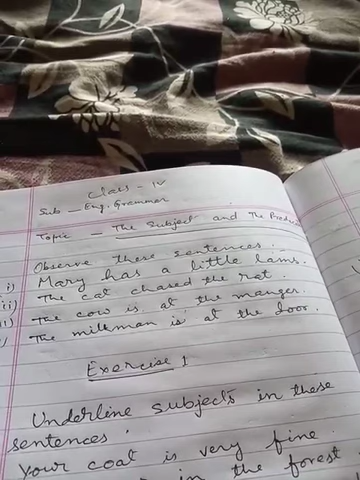 Class - IV
Sub - Eng. Grammar
Topic - The Subject and The Predic
Observe these sentences.
i) Mary has a little lamb.
ii) The cat chased the rat.
iii) The cow is at the manger.
The milkman is at the door.
Exercise 1
Underline subjects in these
sentences.
Your coat is very fine.
in the forest